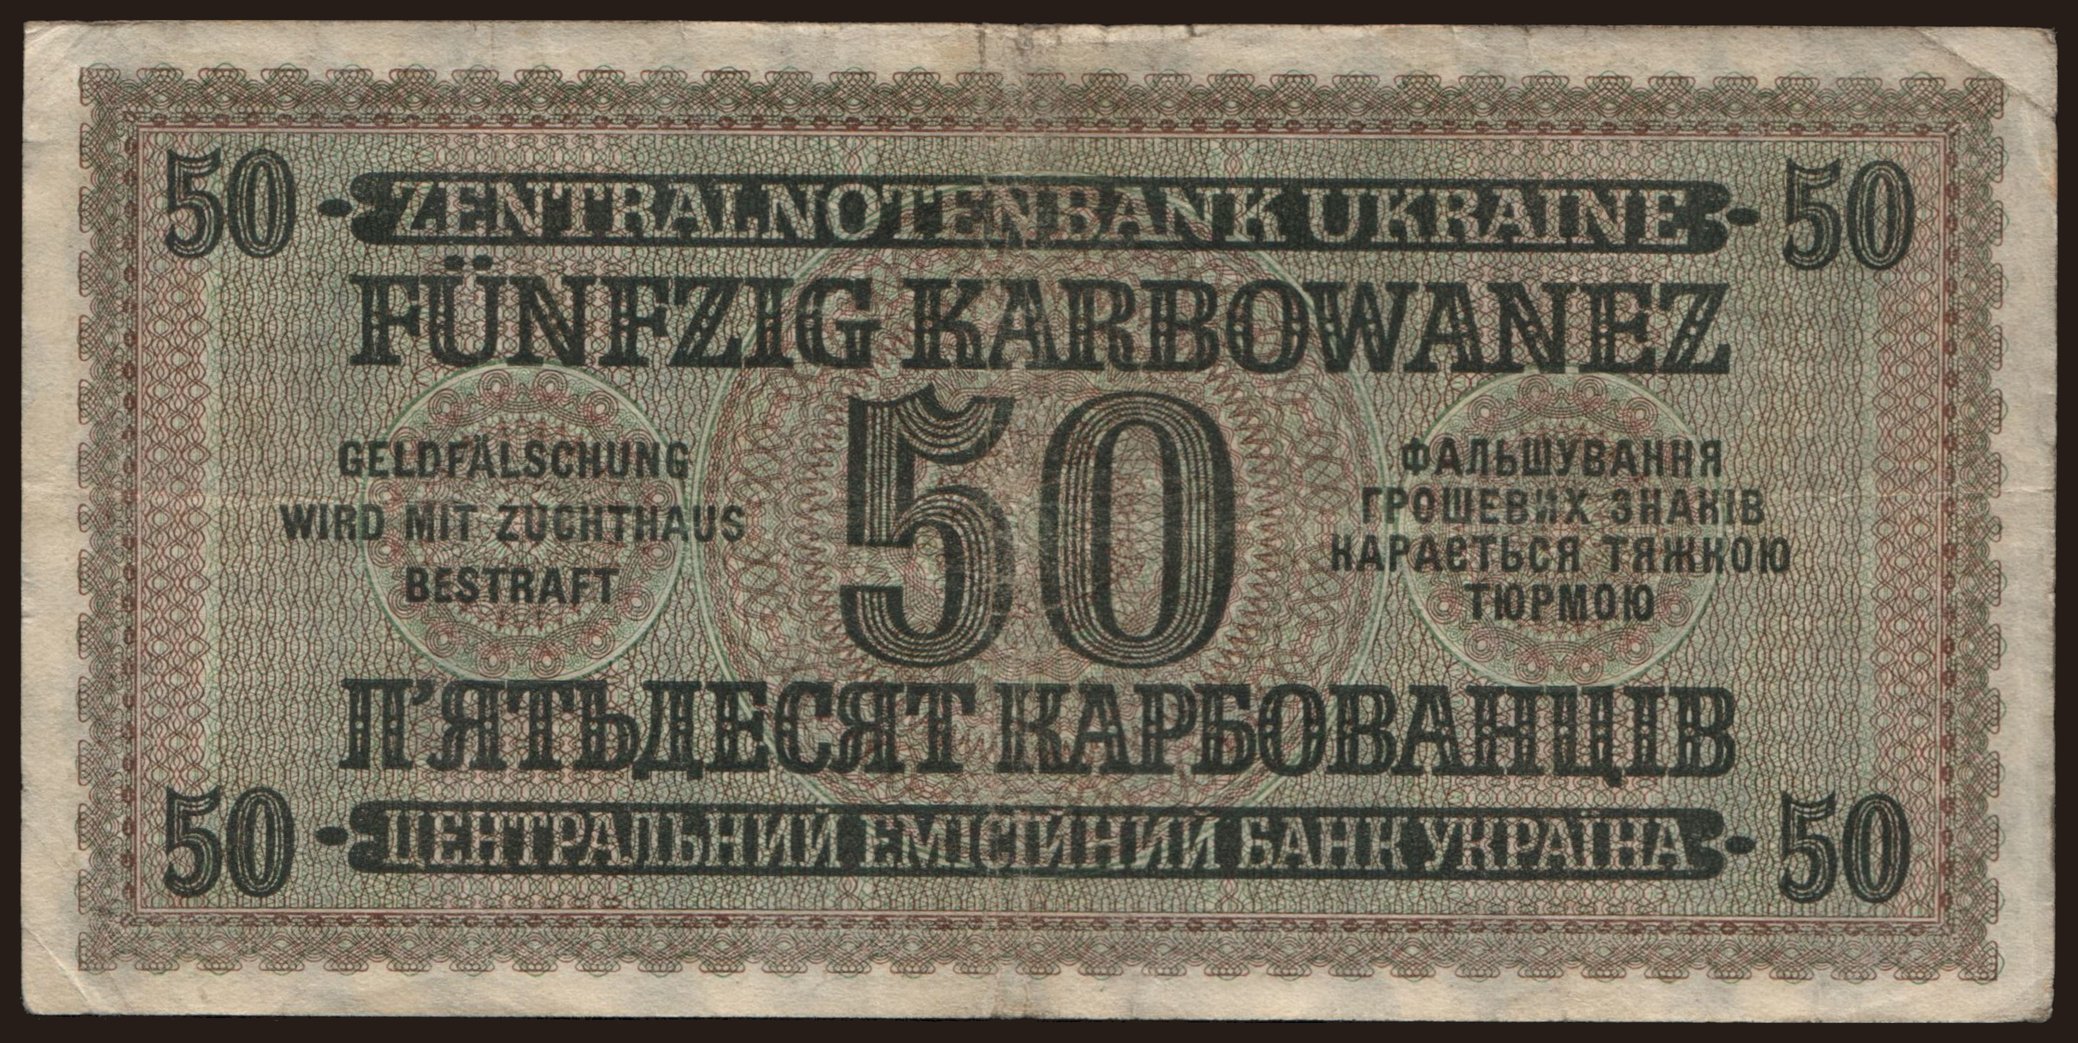 50 ZENTRALNOTENBANK UKRAINE 50
FÜNFZIG KARBOWANEZ
GELDFÄLSCHUNG
WIRD MIT ZUCHTHAUS
BESTRAFT
50
ФАЛЬШУВАННЯ
ГРОШЕВИХ ЗНАКІВ
КАРАЄТЬСЯ ТЯЖКОЮ
ТЮРМОЮ
П'ЯТЬДЕСЯТ КАРБОВАНЦІВ
50 ЦЕНТРАЛЬНИЙ ЕМІСІЙНИЙ БАНК УКРАЇНА 50